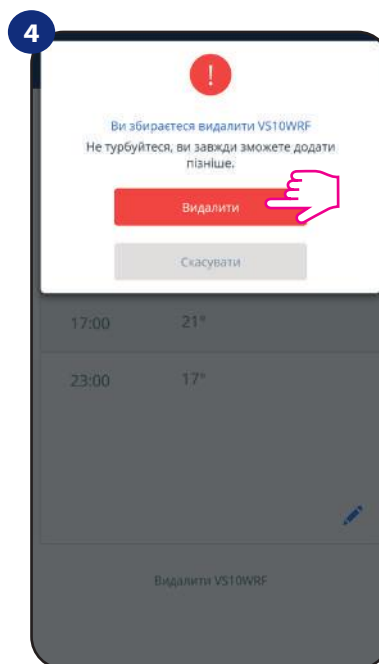 4
!
Ви збираєтеся видалити VS10WRF
Не турбуйтеся, ви завжди зможете додати
пізніше.
Видалити
Скасувати
17:00 21°
23:00 17°
Видалити VS10WRF